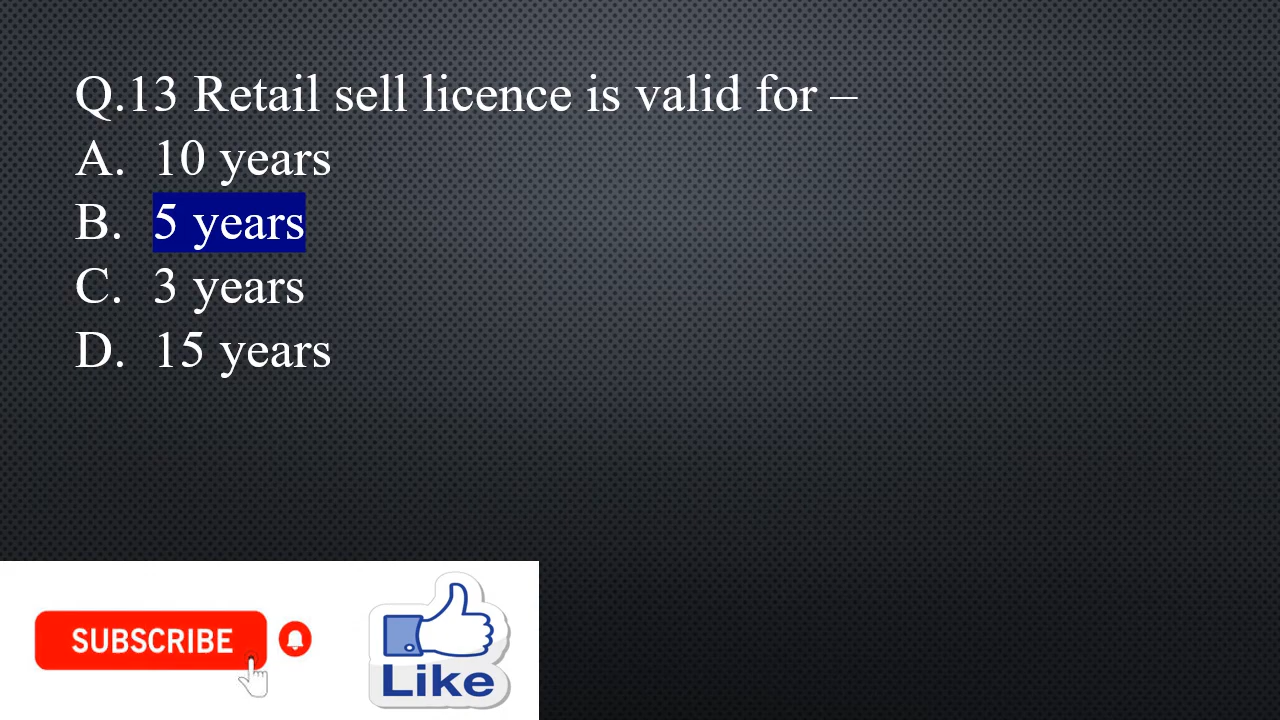 Q.13 Retail sell licence is valid for –
A. 10 years
B. 5 years
C. 3 years
D. 15 years
SUBSCRIBE
Like